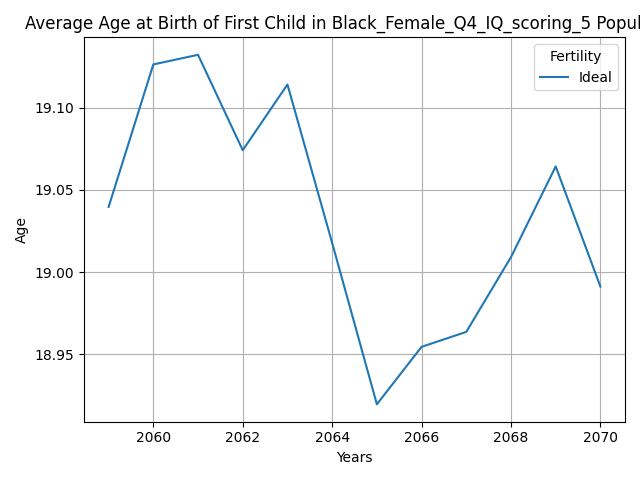 Average Age at Birth of First Child in Black_Female_Q4_IQ_scoring_5 Popul
Fertility
Ideal
19.10
19.05
19.00
18.95
Age
2060 2062 2064 2066 2068 2070
Years